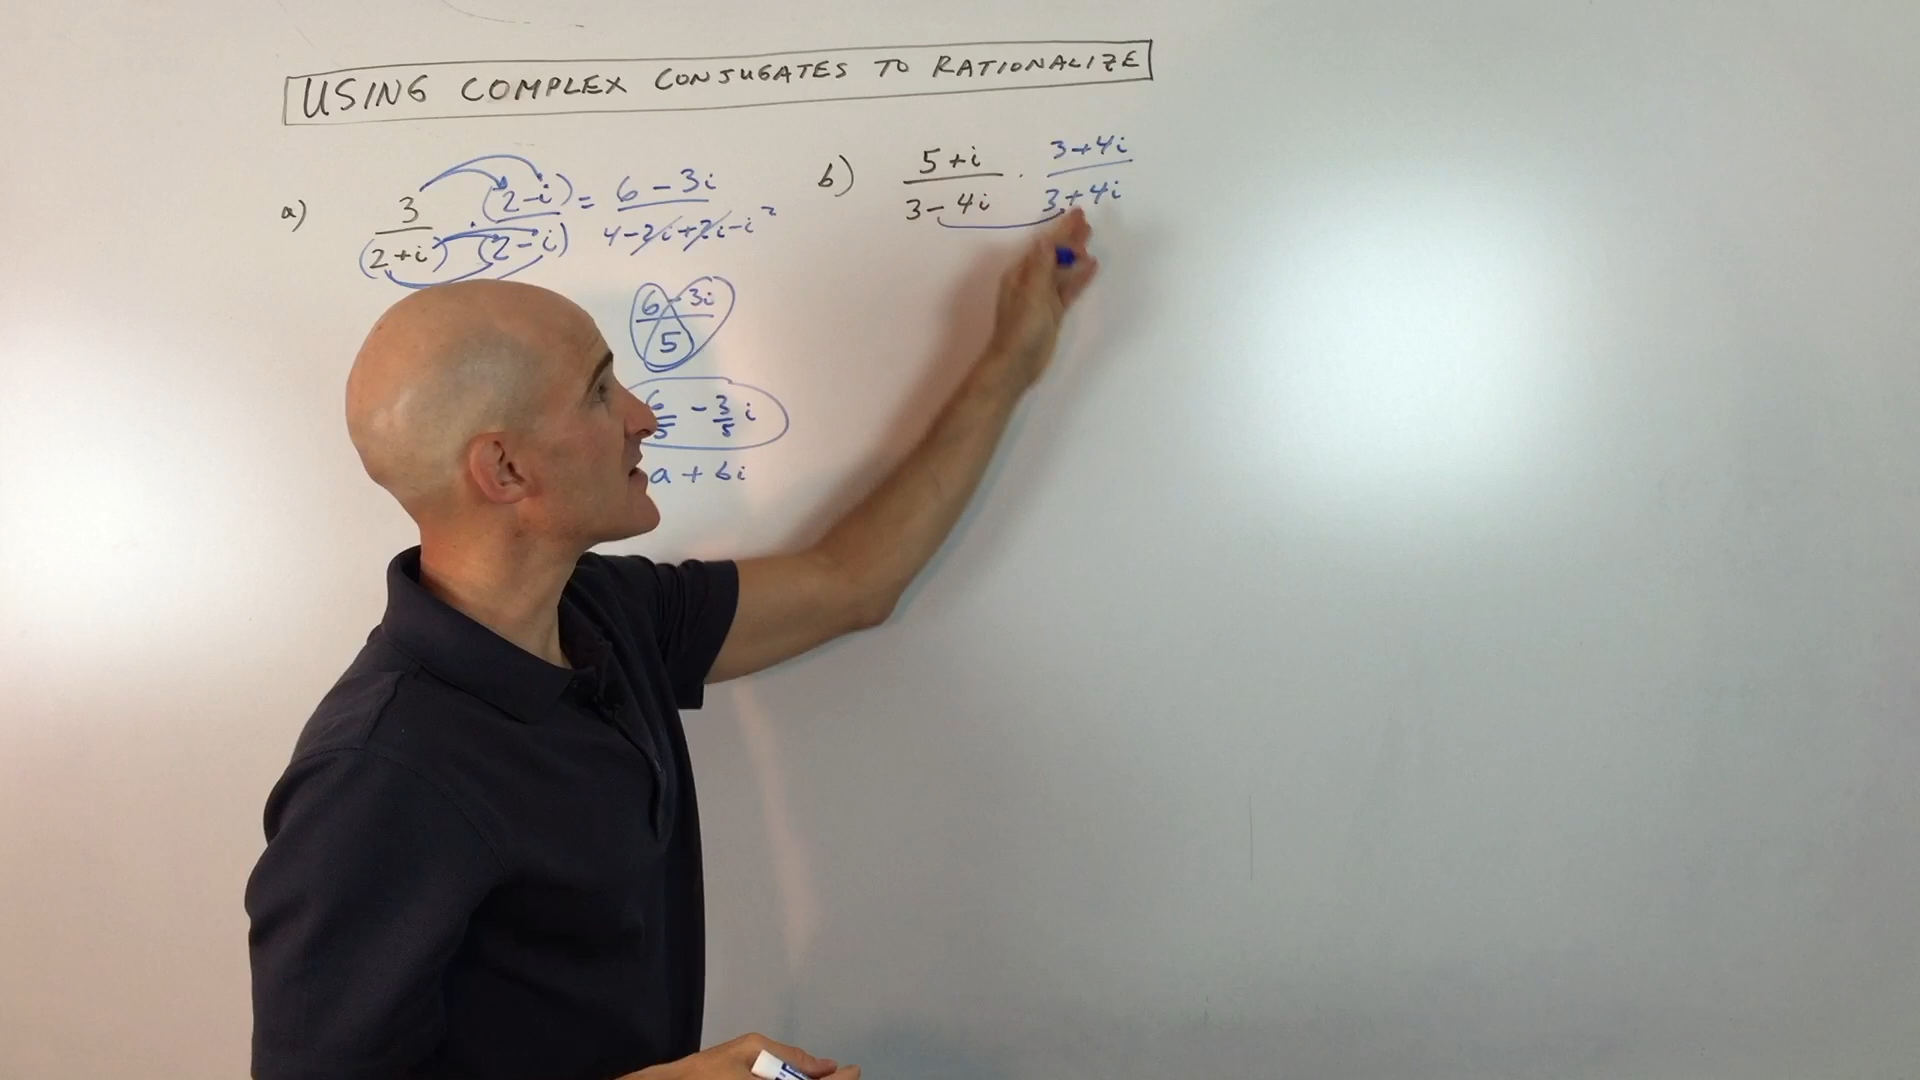 USING COMPLEX CONJUGATES TO RATIONALIZE
a) 3/(2+i) · (2-i)/(2-i) = 6-3i/4-2i+2i-i²
6-3i/5
6/5 - 3/5 i
a + bi
b) 5+i/3-4i · 3+4i/3+4i